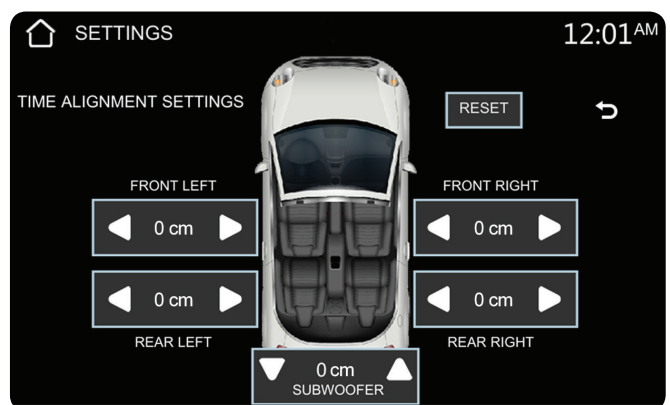 SETTINGS
12:01AM
TIME ALIGNMENT SETTINGS
RESET
FRONT LEFT
FRONT RIGHT
0 cm
0 cm
0 cm
0 cm
REAR LEFT
REAR RIGHT
0 cm
SUBWOOFER